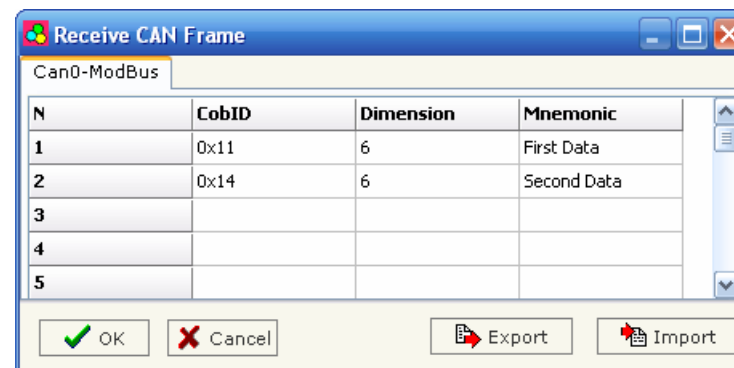 Receive CAN Frame
Can0-ModBus
N CobID Dimension Mnemonic
1 0x11 6 First Data
2 0x14 6 Second Data
3
4
5
OK Cancel Export Import